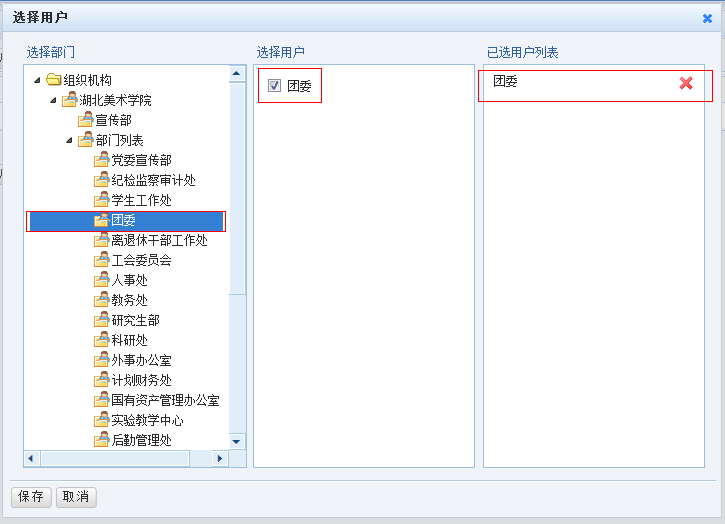 选择用户
选择部门
选择用户
已选用户列表
组织机构
湖北美术学院
宣传部
部门列表
党委宣传部
纪检监察审计处
学生工作处
团委
离退休干部工作处
工会委员会
人事处
教务处
研究生部
科研处
外事办公室
计划财务处
国有资产管理办公室
实验教学中心
后勤管理处
团委
团委
保存
取消